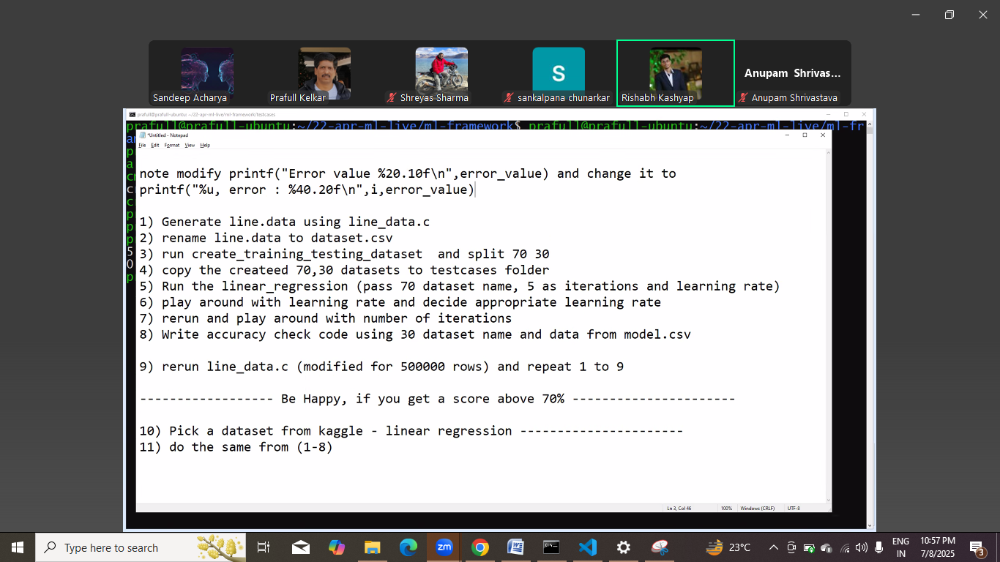 Anupam Shrivas...
Sandeep Acharya
Prafull Kelkar
Shreyas Sharma
S
sankalpana chunarkar
Rishabh Kashyap
Anupam Shrivastava
prafull@prafull-ubuntu: ~/22-apr-ml-live/ml-framework/testcases
prafull@prafull-ubuntu:~/22-apr-ml-live/ml-framework$ prafull@prafull-ubuntu:~/22-apr-ml-live/ml-fr
*Untitled - Notepad
File Edit Format View Help
note modify printf("Error value %20.10f\n",error_value) and change it to
printf("%u, error : %40.20f\n",i,error_value)
1) Generate line.data using line_data.c
2) rename line.data to dataset.csv
3) run create_training_testing_dataset  and split 70 30
4) copy the createed 70,30 datasets to testcases folder
5) Run the linear_regression (pass 70 dataset name, 5 as iterations and learning rate)
6) play around with learning rate and decide appropriate learning rate
7) rerun and play around with number of iterations
8) Write accuracy check code using 30 dataset name and data from model.csv
9) rerun line_data.c (modified for 500000 rows) and repeat 1 to 9
------------------ Be Happy, if you get a score above 70% ----------------------
10) Pick a dataset from kaggle - linear regression ----------------------
11) do the same from (1-8)
Ln 3, Col 46 100% Windows (CRLF) UTF-8
Type here to search
zm
23°C
ENG
IN
10:57 PM
7/8/2025
3